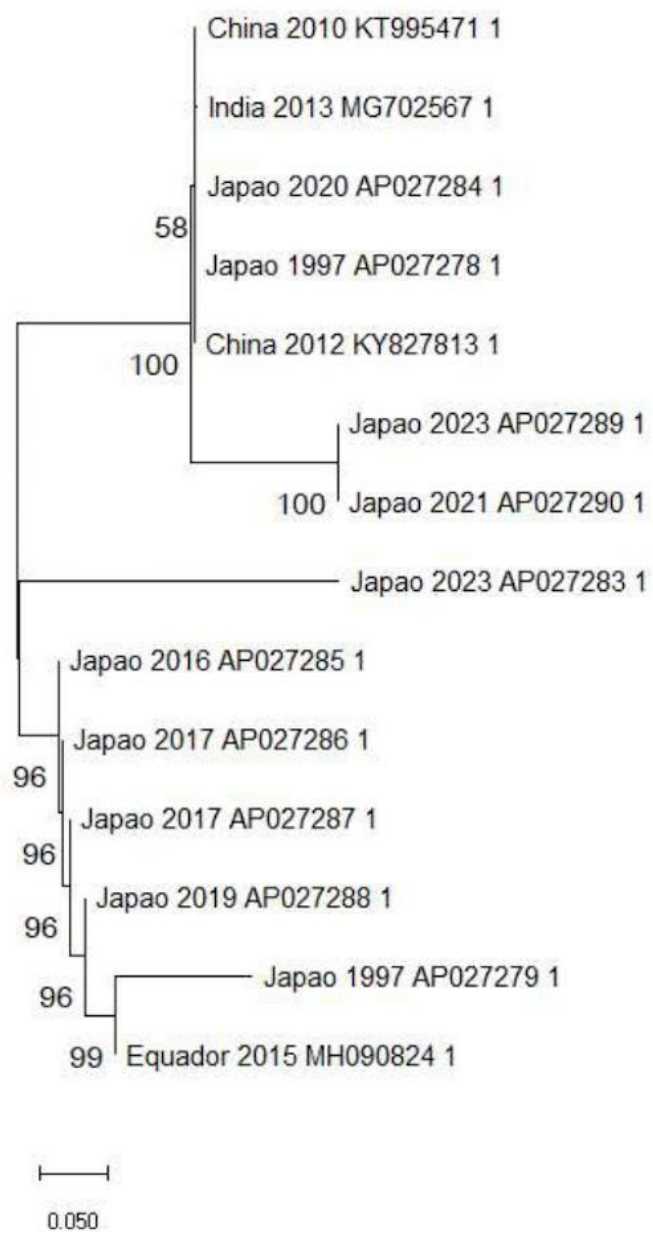 China 2010 KT995471 1
India 2013 MG702567 1
Japao 2020 AP027284 1
58
Japao 1997 AP027278 1
China 2012 KY827813 1
100
Japao 2023 AP027289 1
100
Japao 2021 AP027290 1
Japao 2023 AP027283 1
Japao 2016 AP027285 1
Japao 2017 AP027286 1
96
Japao 2017 AP027287 1
96
Japao 2019 AP027288 1
96
Japao 1997 AP027279 1
96
99
Equador 2015 MH090824 1
0.050